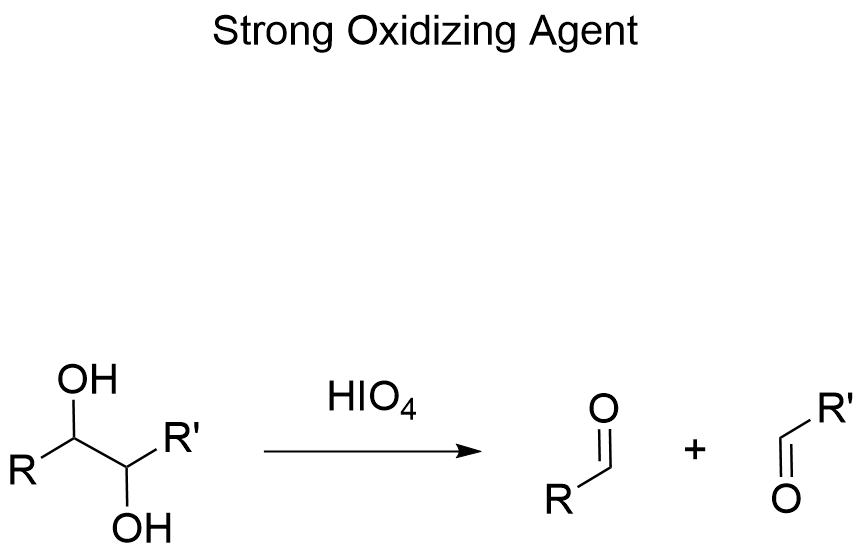 Strong Oxidizing Agent
OH
R
R'
OH
HIO4
O
R
+
R'
O